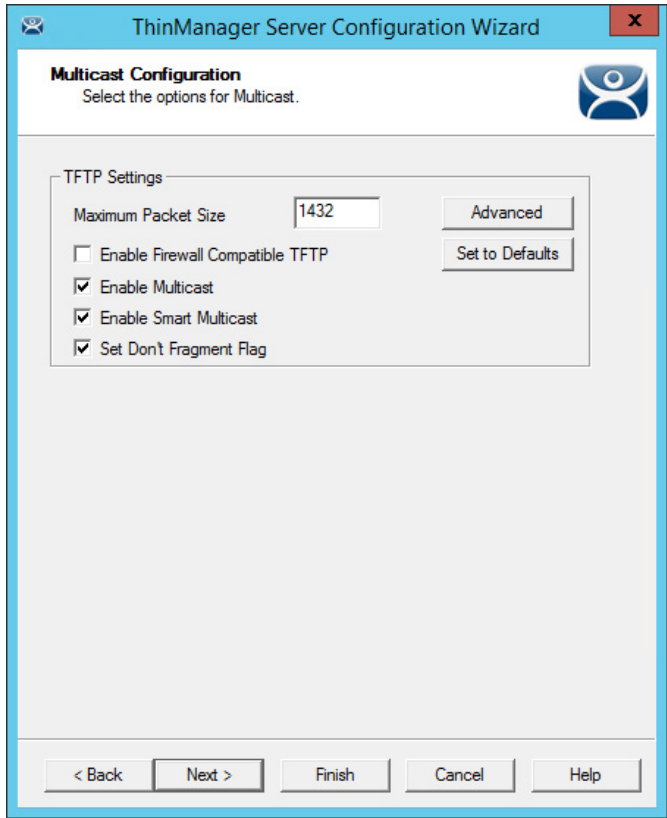 ThinManager Server Configuration Wizard
x
Multicast Configuration
Select the options for Multicast.
TFTP Settings
Maximum Packet Size 1432 Advanced
Enable Firewall Compatible TFTP Set to Defaults
Enable Multicast
Enable Smart Multicast
Set Don't Fragment Flag
< Back Next > Finish Cancel Help